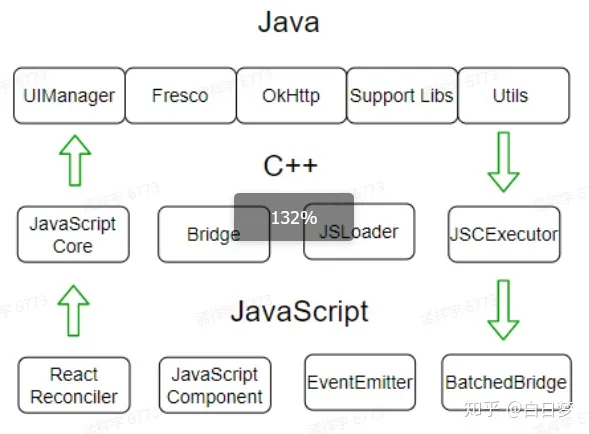 Java
UIManager Fresco OkHttp Support Libs Utils
C++
132%
JavaScript
Core
Bridge
JSLoader
JSCExecutor
JavaScript
React
Reconciler
JavaScript
Component
EventEmitter
BatchedBridge
知乎 @白日梦